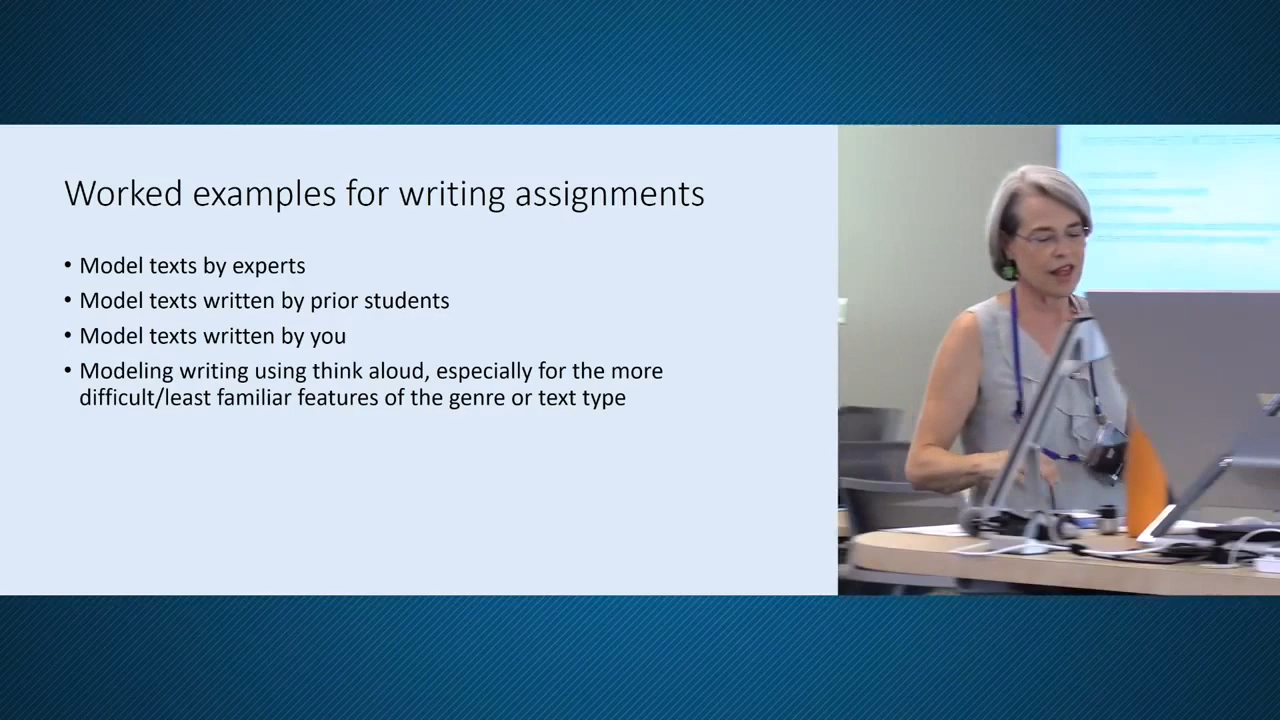 Worked examples for writing assignments
• Model texts by experts
• Model texts written by prior students
• Model texts written by you
• Modeling writing using think aloud, especially for the more
difficult/least familiar features of the genre or text type